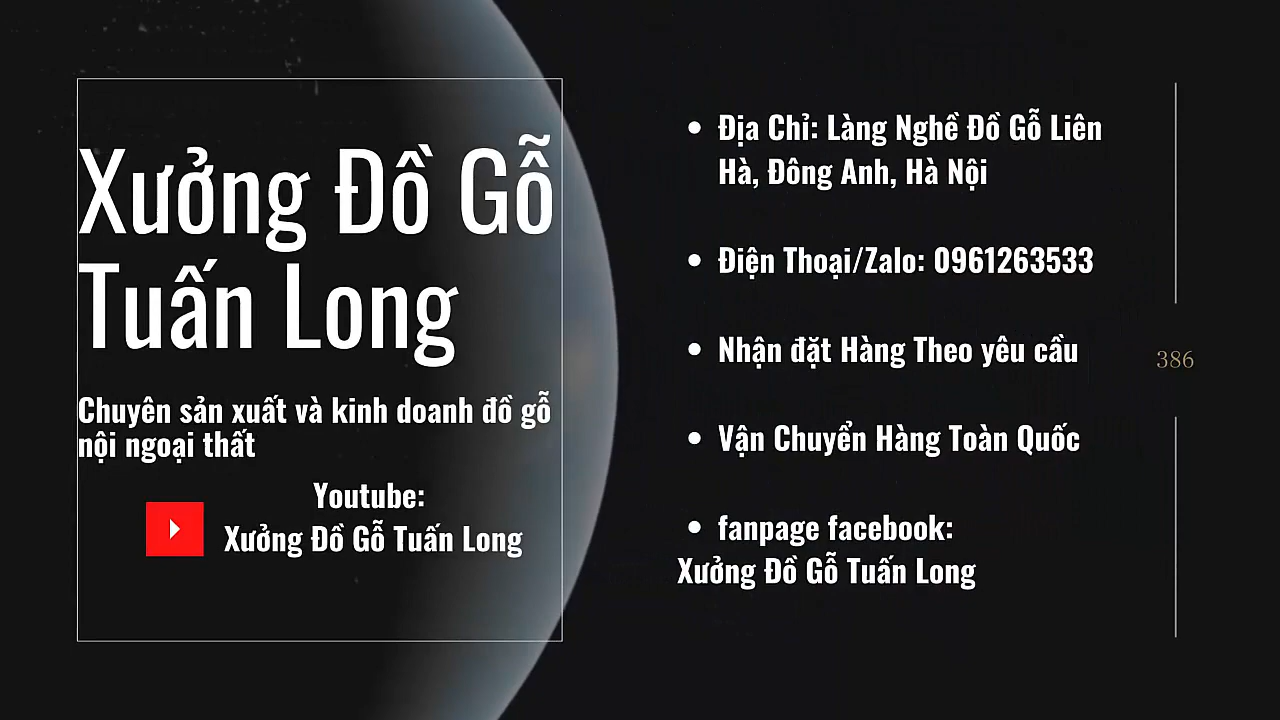 Xưởng Đồ Gỗ
Tuấn Long
Chuyên sản xuất và kinh doanh đồ gỗ
nội ngoại thất
Youtube:
Xưởng Đồ Gỗ Tuấn Long
• Địa Chỉ: Làng Nghề Đồ Gỗ Liên
Hà, Đông Anh, Hà Nội
• Điện Thoại/Zalo: 0961263533
• Nhận đặt Hàng Theo yêu cầu
• Vận Chuyển Hàng Toàn Quốc
• fanpage facebook:
Xưởng Đồ Gỗ Tuấn Long
386